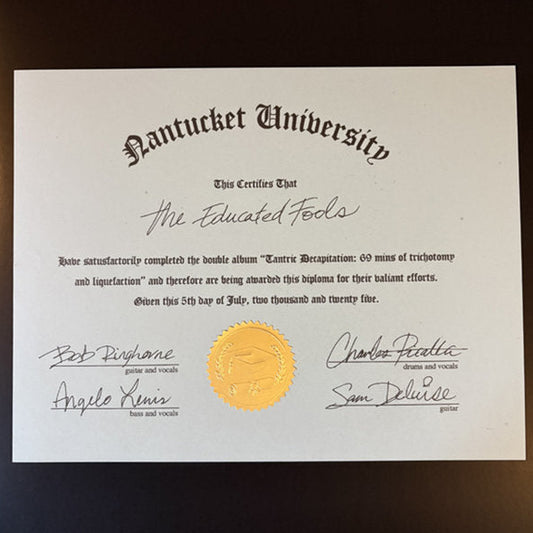 Nantucket University
This Certifies That
The Educated Fools
Have satusfactorily completed the double album "Tantric Decapitation: 69 mins of trichotomy
and liquefaction" and therefore are being awarded this diploma for their valiant efforts.
Given this 5th day of July, two thousand and twenty five.
Bob Ringhorne
guitar and vocals
Charles Picatta
drums and vocals
Angelo Lenis
bass and vocals
Sam Deluise
guitar